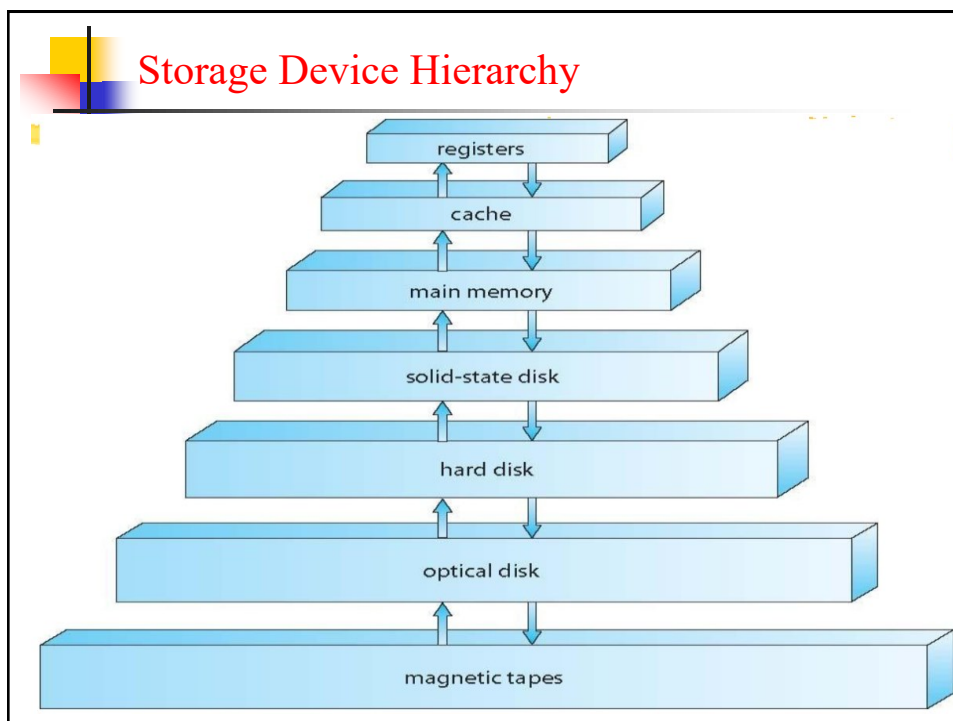 Storage Device Hierarchy
registers
cache
main memory
solid-state disk
hard disk
optical disk
magnetic tapes